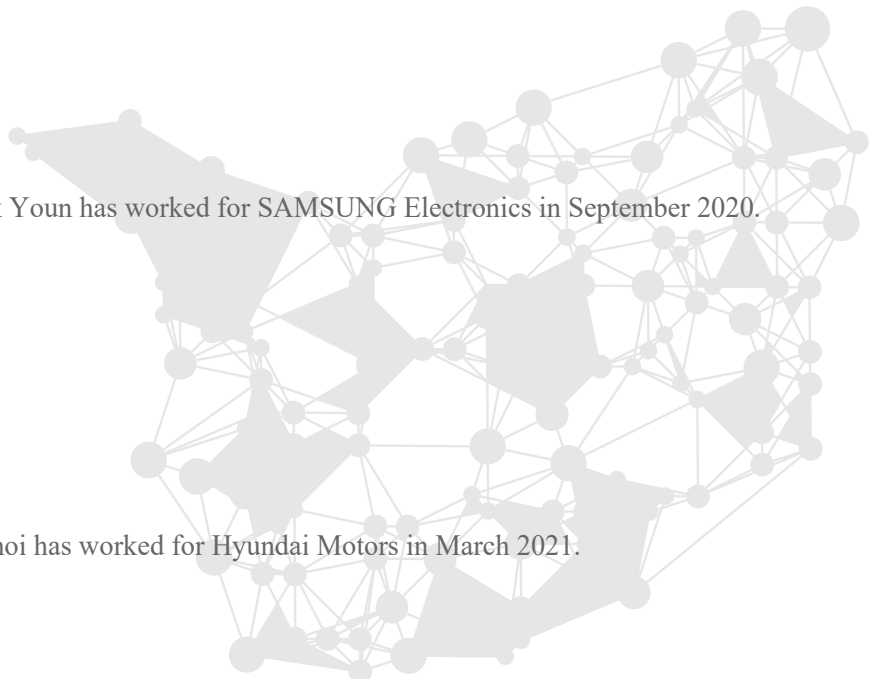 Youn has worked for SAMSUNG Electronics in September 2020.
has worked for Hyundai Motors in March 2021.